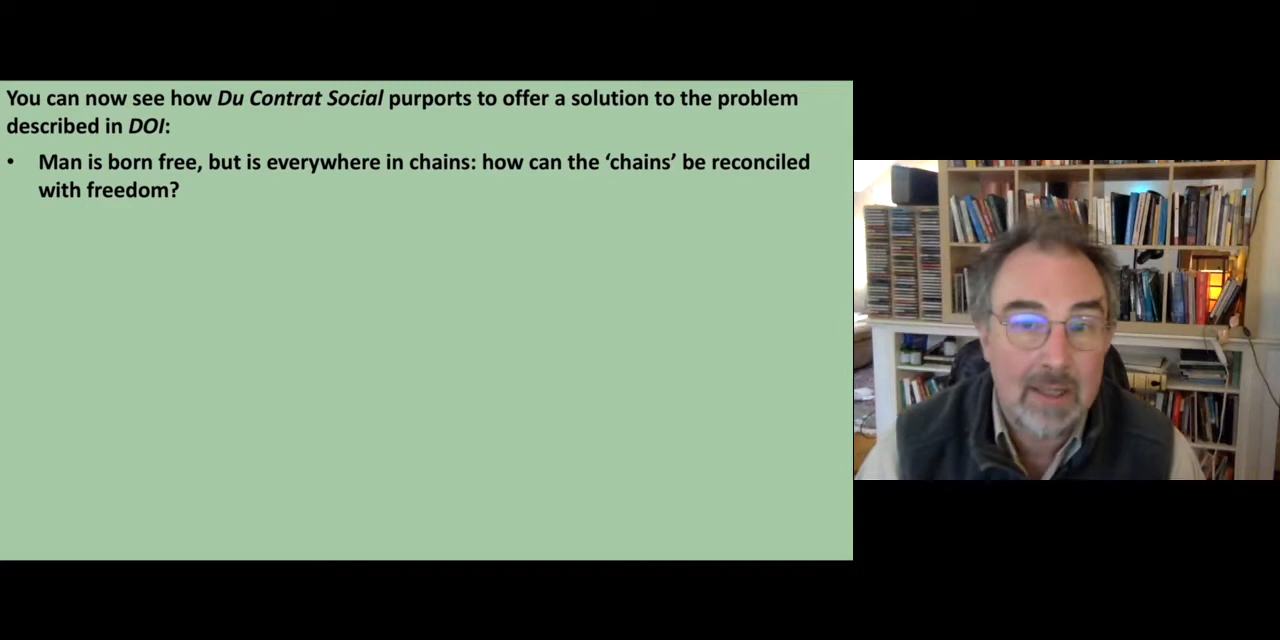 You can now see how Du Contrat Social purports to offer a solution to the problem
described in DOI:
• Man is born free, but is everywhere in chains: how can the ‘chains’ be reconciled
with freedom?